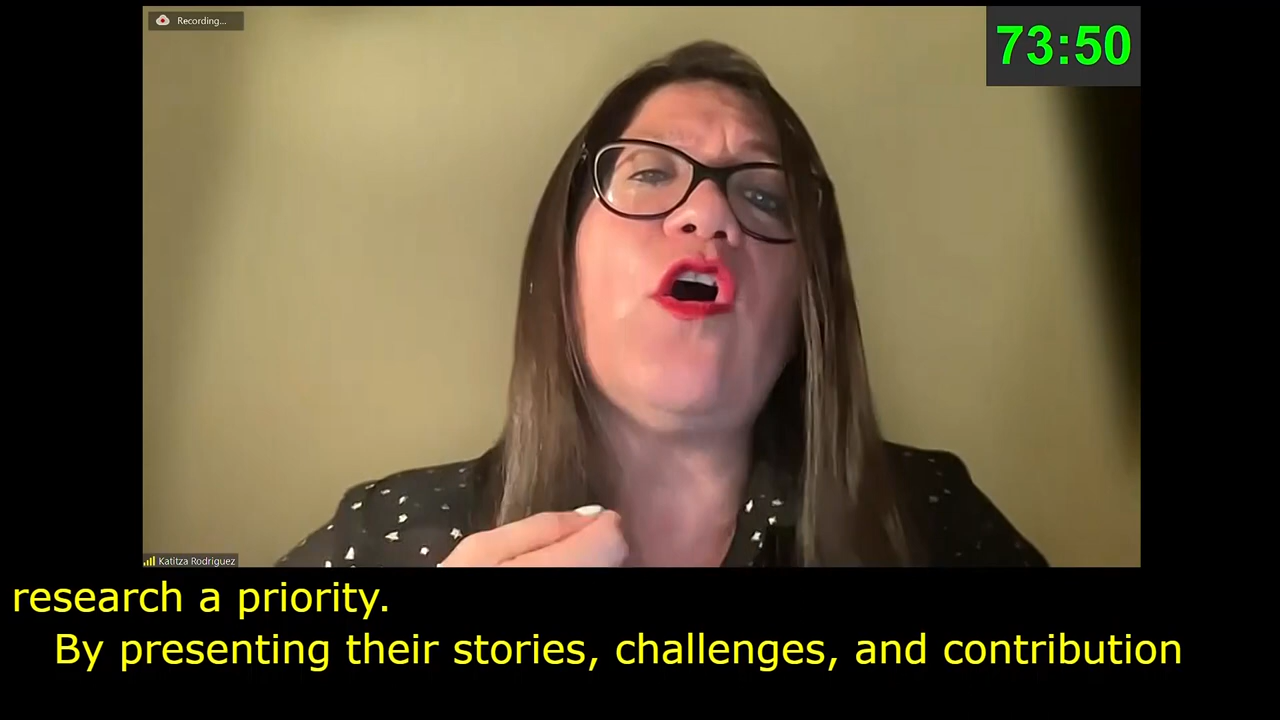 Recording...
73:50
Katitza Rodriguez
research a priority.
By presenting their stories, challenges, and contribution